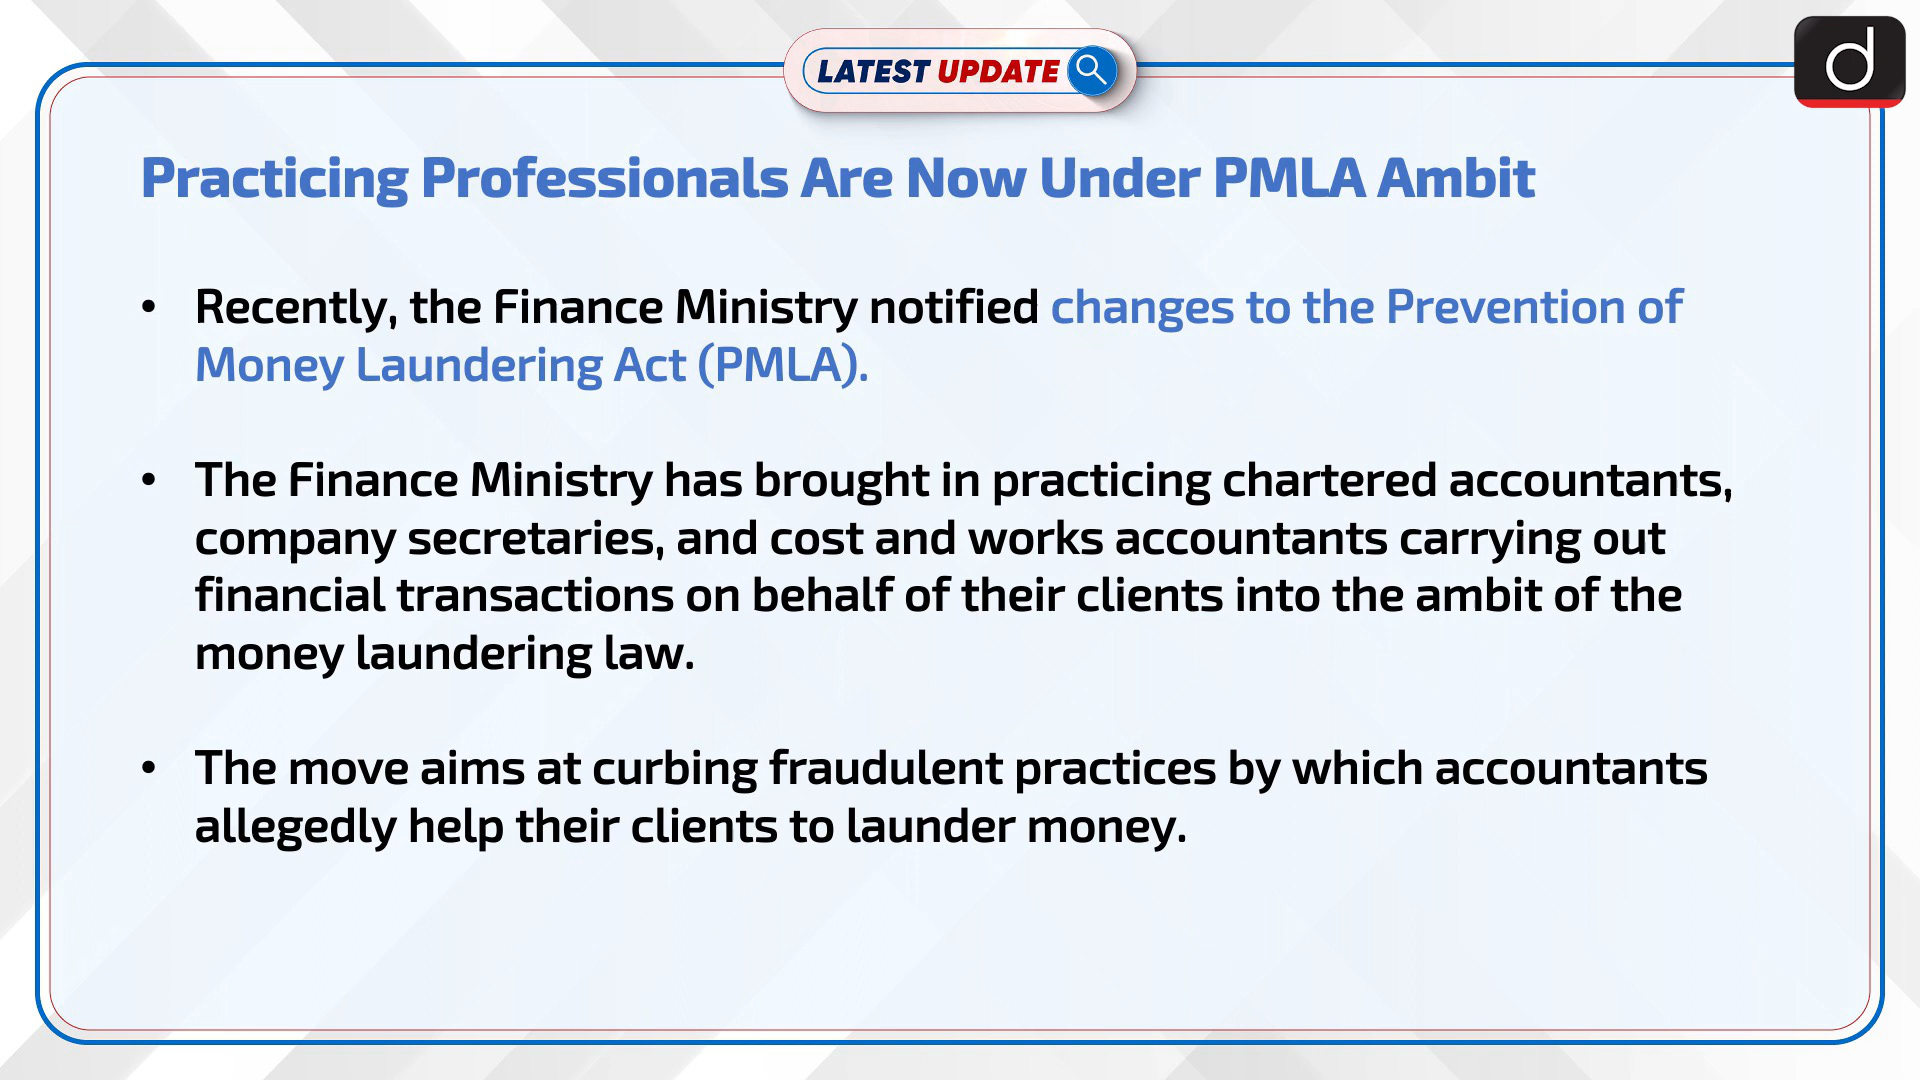 LATEST UPDATE
d
Practicing Professionals Are Now Under PMLA Ambit
• Recently, the Finance Ministry notified changes to the Prevention of
Money Laundering Act (PMLA).
• The Finance Ministry has brought in practicing chartered accountants,
company secretaries, and cost and works accountants carrying out
financial transactions on behalf of their clients into the ambit of the
money laundering law.
• The move aims at curbing fraudulent practices by which accountants
allegedly help their clients to launder money.